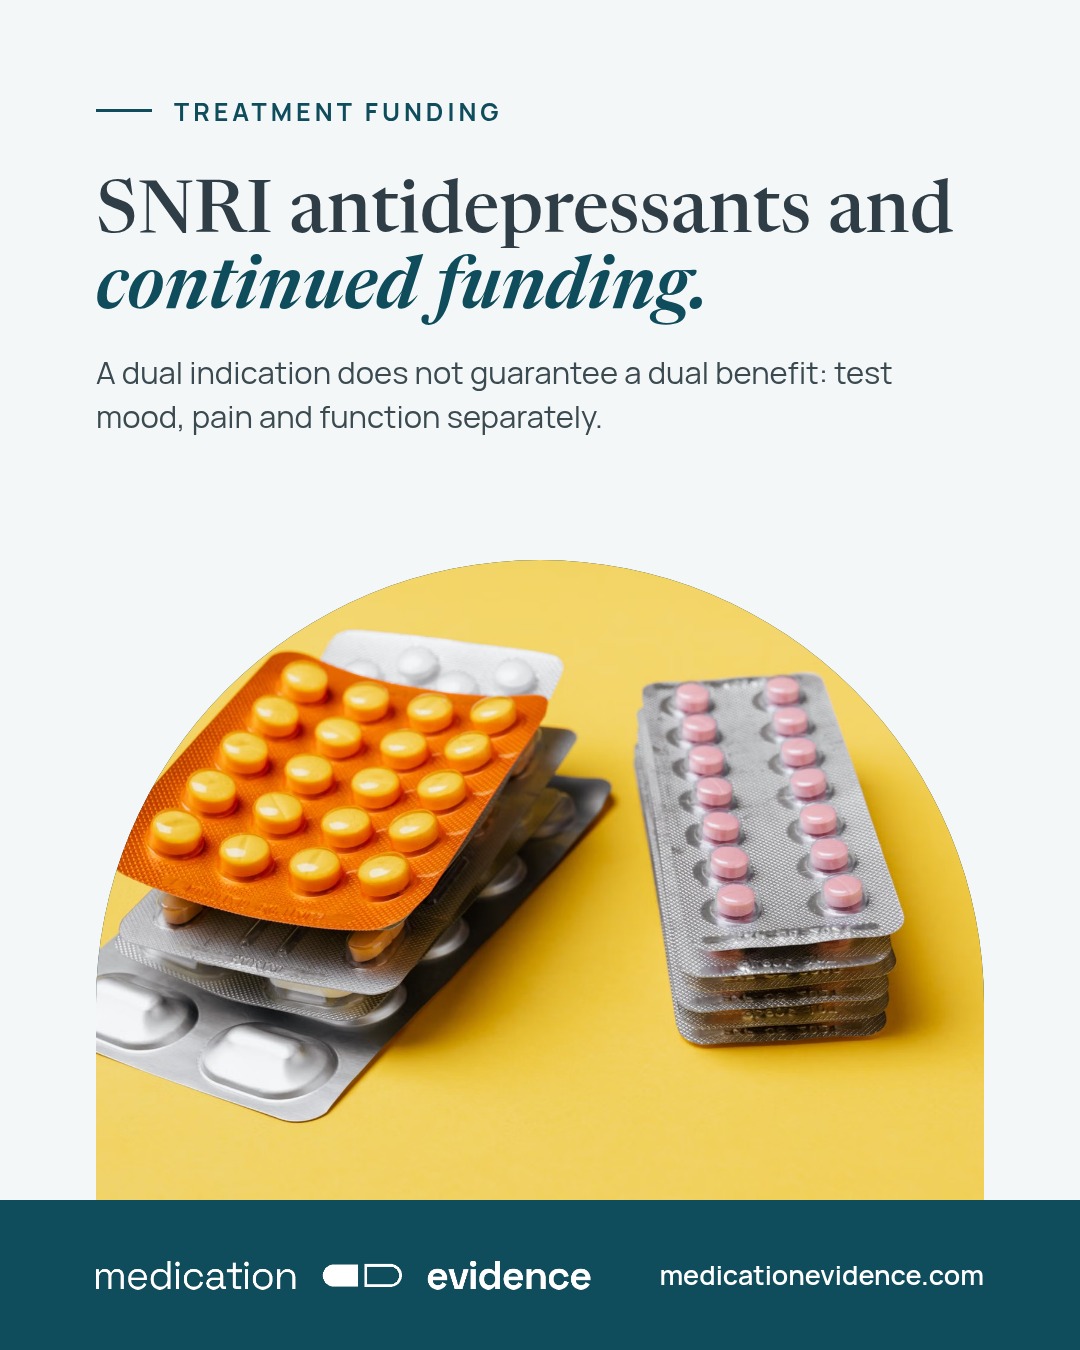 TREATMENT FUNDING
SNRI antidepressants and
continued funding.
A dual indication does not guarantee a dual benefit: test
mood, pain and function separately.
medication evidence
medicationevidence.com